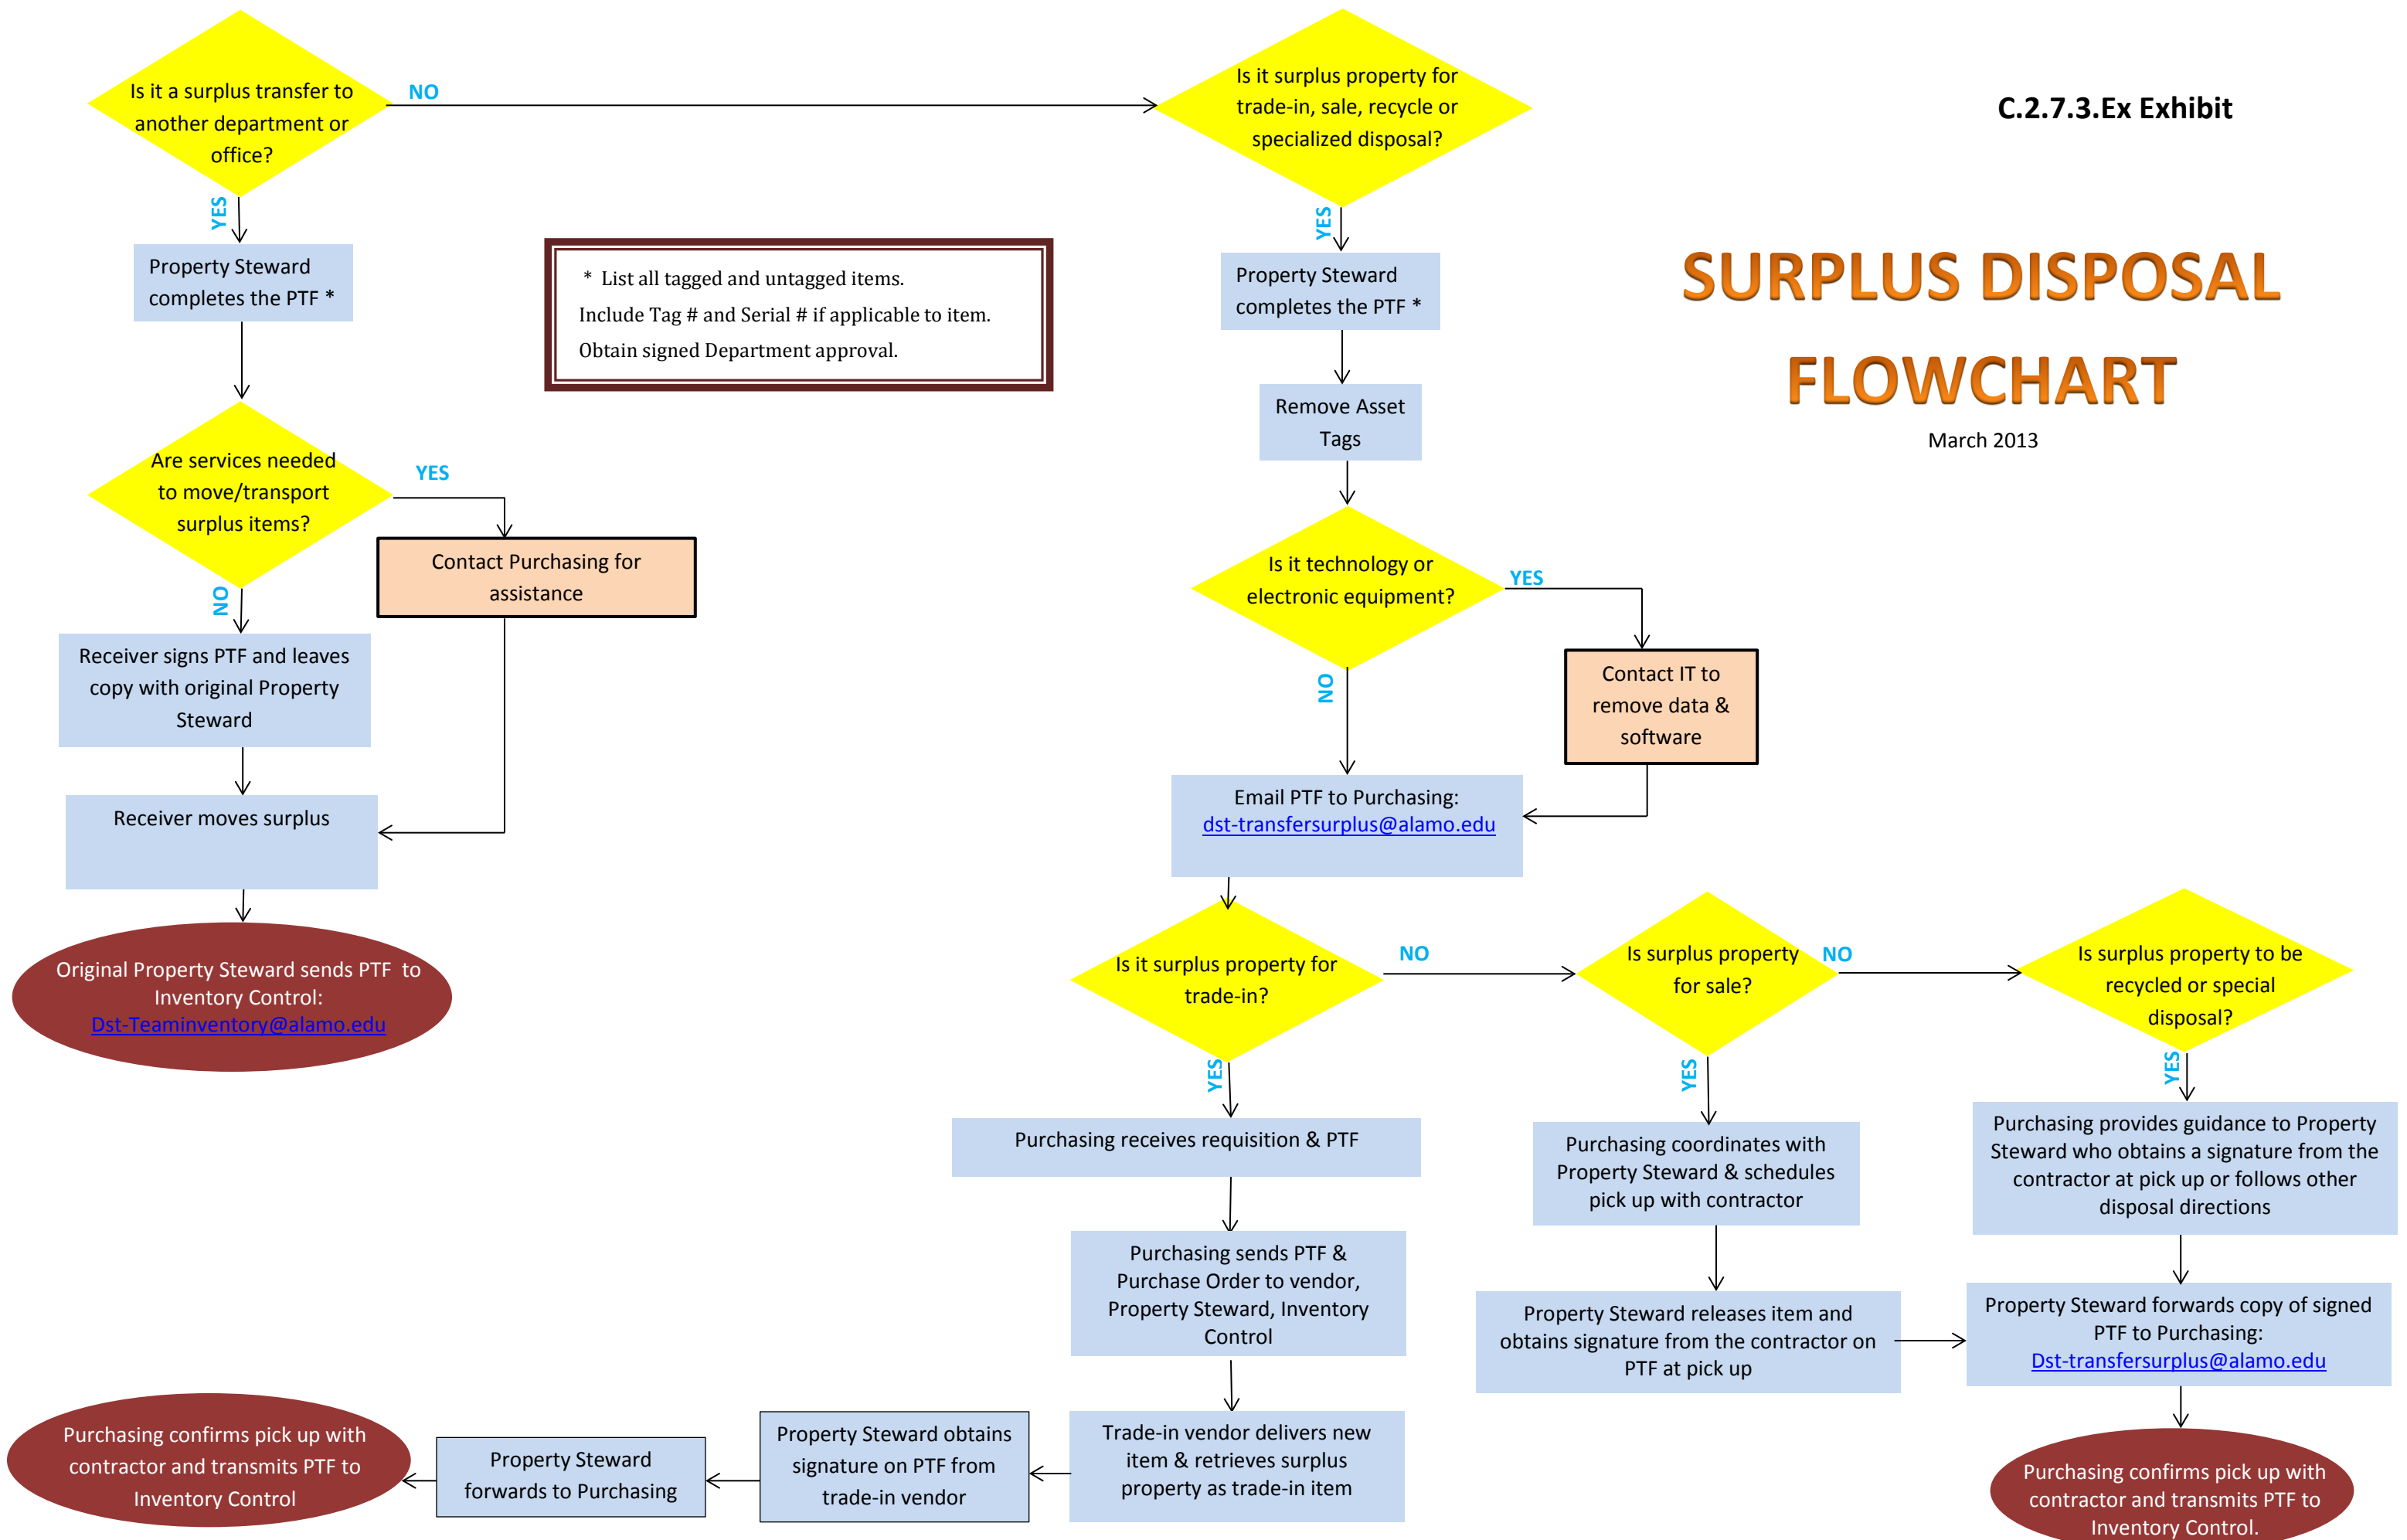 Is it a surplus transfer to
another department or
office?
NO
YES
Is it surplus property for
trade-in, sale, recycle or
specialized disposal?
YES
C.2.7.3.Ex Exhibit
SURPLUS DISPOSAL
FLOWCHART
March 2013
* List all tagged and untagged items.
Include Tag # and Serial # if applicable to item.
Obtain signed Department approval.
Property Steward
completes the PTF *
Are services needed
to move/transport
surplus items?
YES
NO
Contact Purchasing for
assistance
Receiver signs PTF and leaves
copy with original Property
Steward
Receiver moves surplus
Original Property Steward sends PTF to
Inventory Control:
Dst-Teaminventory@alamo.edu
Property Steward
completes the PTF *
Remove Asset
Tags
Is it technology or
electronic equipment?
YES
NO
Contact IT to
remove data &
software
Email PTF to Purchasing:
dst-transfersurplus@alamo.edu
Is it surplus property for
trade-in?
NO
YES
Is surplus property
for sale?
NO
YES
Is surplus property to be
recycled or special
disposal?
YES
Purchasing receives requisition & PTF
Purchasing sends PTF &
Purchase Order to vendor,
Property Steward, Inventory
Control
Trade-in vendor delivers new
item & retrieves surplus
property as trade-in item
Property Steward obtains
signature on PTF from
trade-in vendor
Property Steward
forwards to Purchasing
Purchasing confirms pick up with
contractor and transmits PTF to
Inventory Control
Purchasing coordinates with
Property Steward & schedules
pick up with contractor
Property Steward releases item and
obtains signature from the contractor on
PTF at pick up
Purchasing provides guidance to Property
Steward who obtains a signature from the
contractor at pick up or follows other
disposal directions
Property Steward forwards copy of signed
PTF to Purchasing:
Dst-transfersurplus@alamo.edu
Purchasing confirms pick up with
contractor and transmits PTF to
Inventory Control.